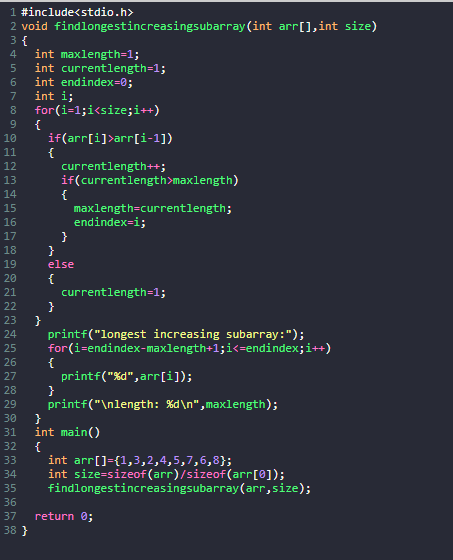 1 #include<stdio.h>
2 void findlongestincreasingsubarray(int arr[],int size)
3 {
4   int maxlength=1;
5   int currentlength=1;
6   int endindex=0;
7   int i;
8   for(i=1;i<size;i++)
9   {
10     if(arr[i]>arr[i-1])
11     {
12       currentlength++;
13       if(currentlength>maxlength)
14       {
15         maxlength=currentlength;
16         endindex=i;
17       }
18     }
19     else
20     {
21       currentlength=1;
22     }
23   }
24     printf("longest increasing subarray:");
25     for(i=endindex-maxlength+1;i<=endindex;i++)
26     {
27       printf("%d",arr[i]);
28     }
29     printf("\nlength: %d\n",maxlength);
30   }
31   int main()
32   {
33     int arr[]={1,3,2,4,5,7,6,8};
34     int size=sizeof(arr)/sizeof(arr[0]);
35     findlongestincreasingsubarray(arr,size);
36
37   return 0;
38 }